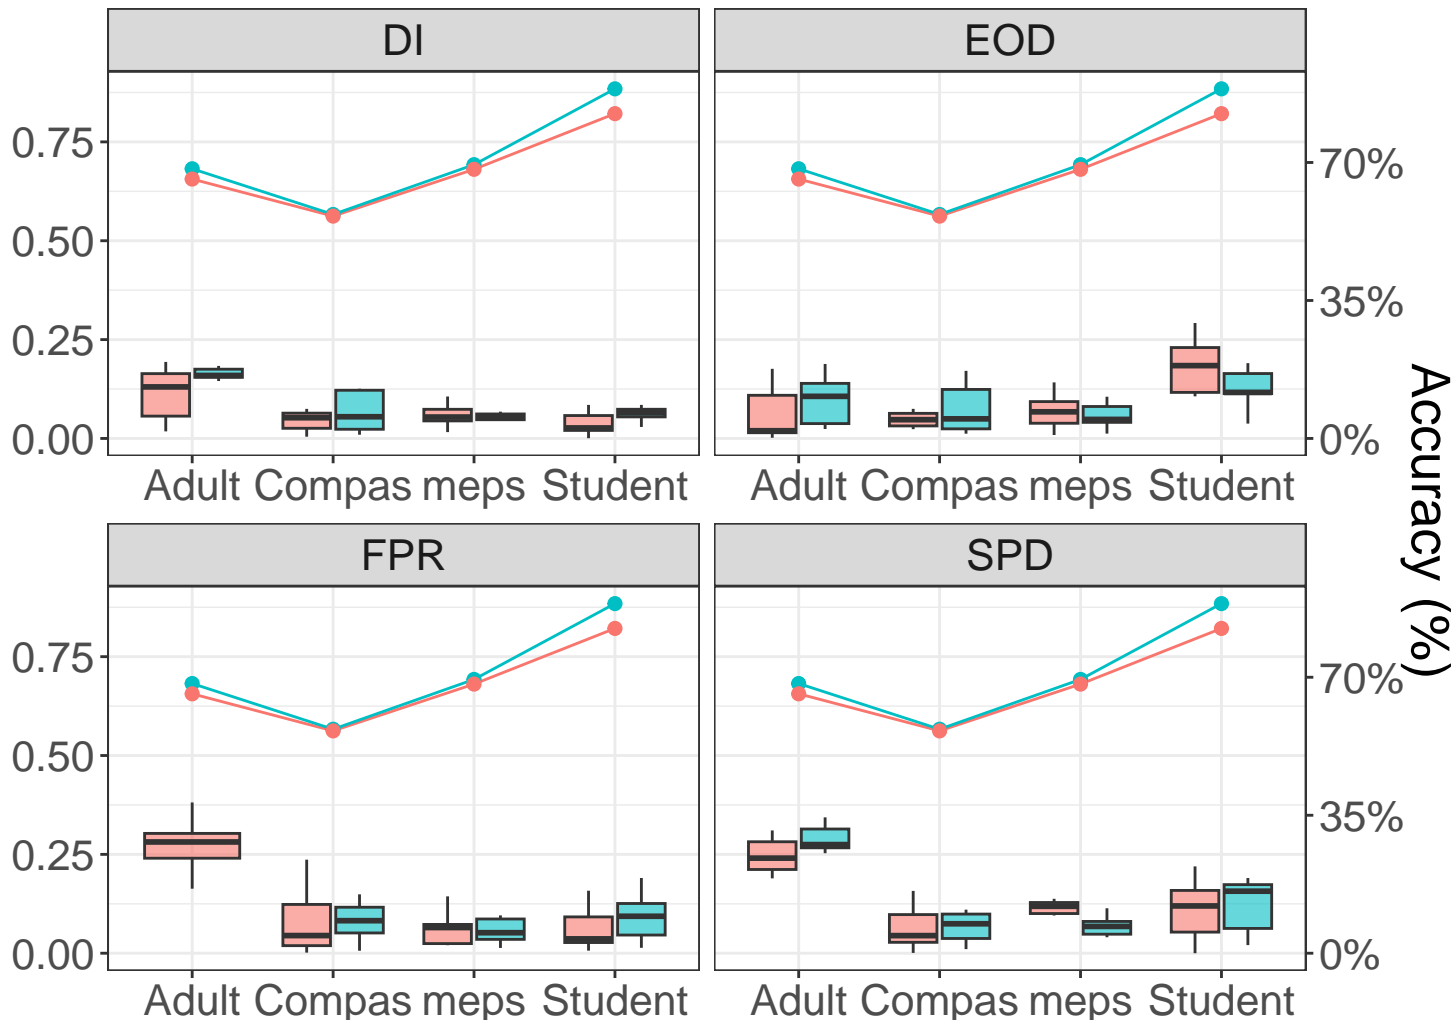 DI
EOD
0.75
0.50
0.25
0.00
70%
35%
0%
Adult Compas meps Student
Adult Compas meps Student
Accuracy (%)
FPR
SPD
0.75
0.50
0.25
0.00
70%
35%
0%
Adult Compas meps Student
Adult Compas meps Student